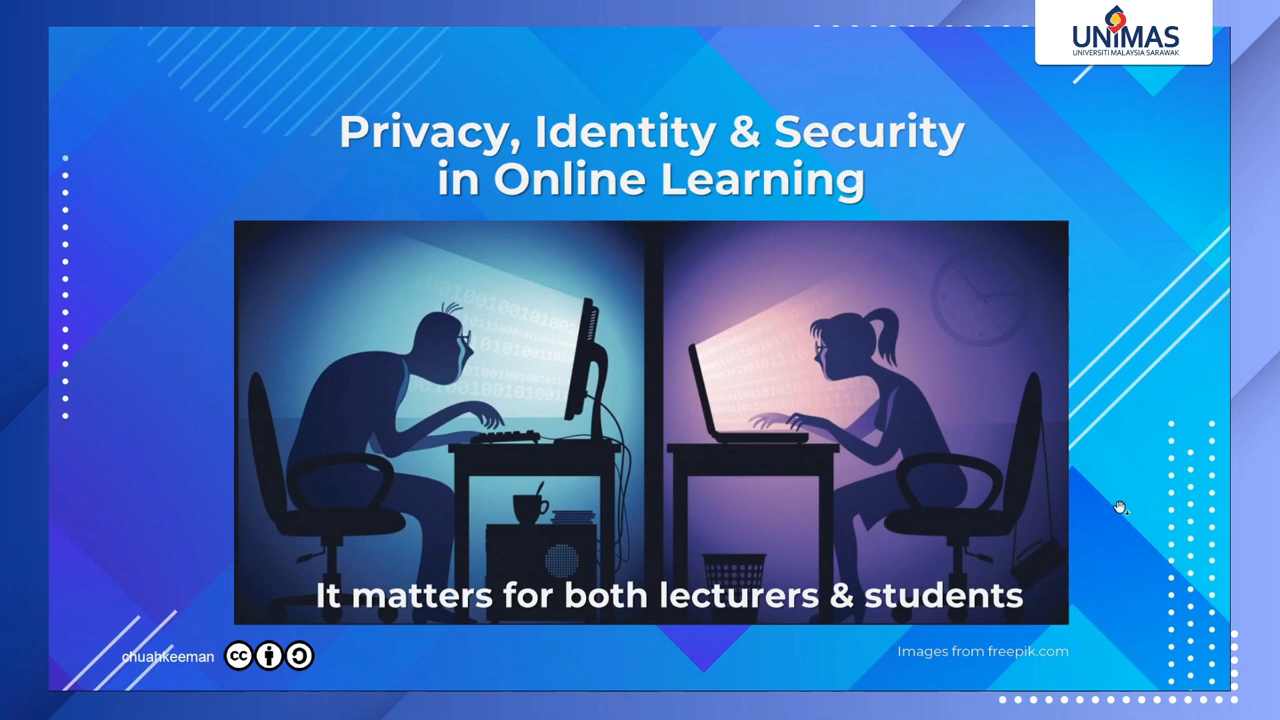 UNIMAS
UNIVERSITI MALAYSIA SARAWAK
Privacy, Identity & Security
in Online Learning
It matters for both lecturers & students
chuahkeeman
cc
Images from freepik.com